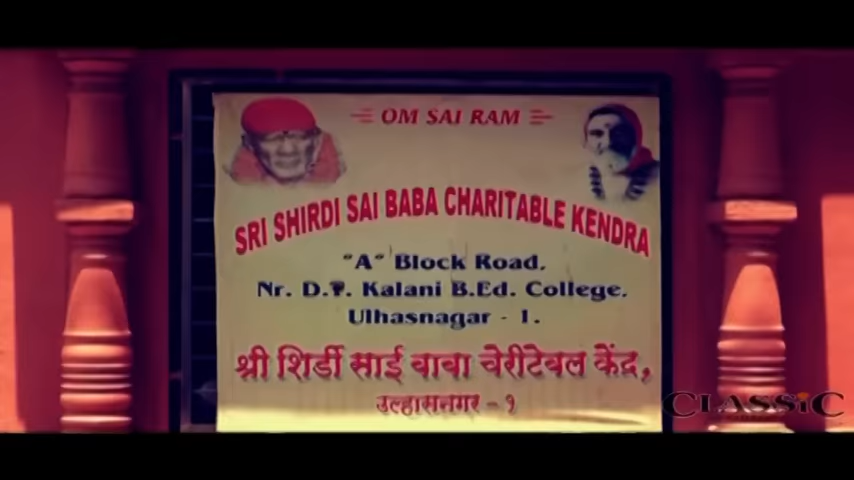 OM SAI RAM
SRI SHIRDI SAI BABA CHARITABLE KENDRA
"A" Block Road,
Nr. D.T. Kalani B.Ed. College,
Ulhasnagar - 1.
श्री शिर्डी साई बाबा चेरीटेबल केंद्र,
उल्हासनगर - १
CLASSiC